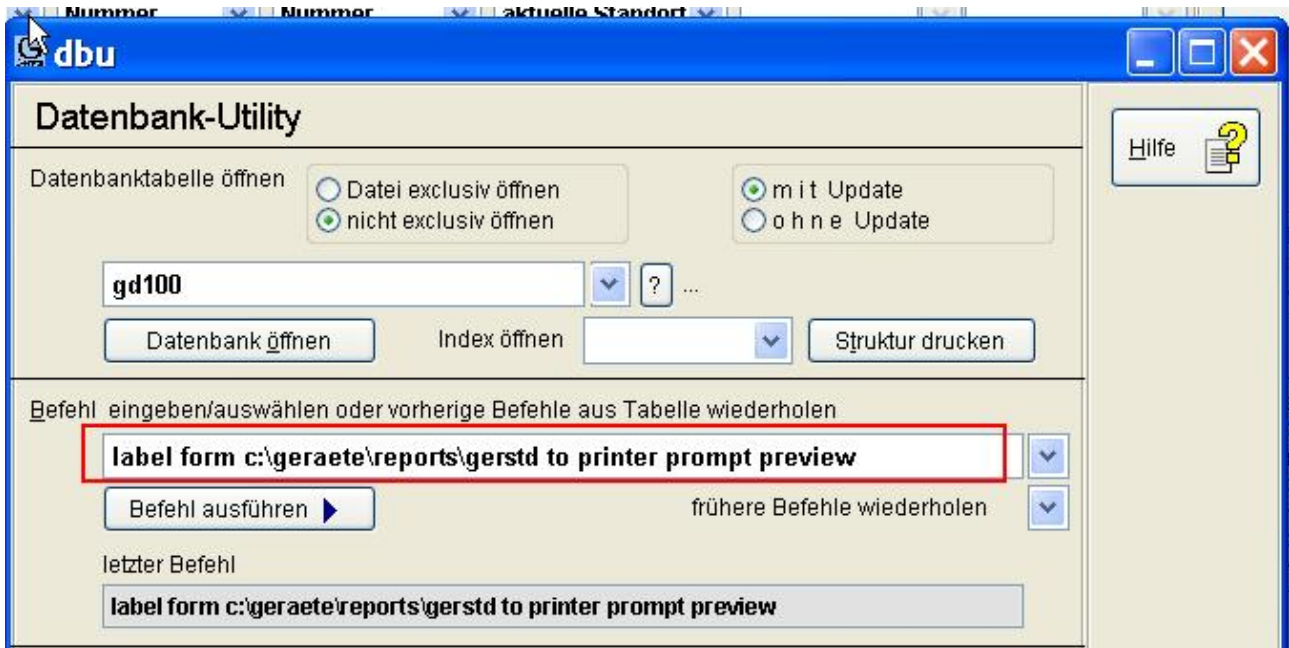 Nummer Nummer aktuelle Standort
dbu
Datenbank-Utility
Hilfe
Datenbanktabelle öffnen
Datei exclusiv öffnen
nicht exclusiv öffnen
m i t Update
o h n e Update
gd100
? ...
Datenbank öffnen
Index öffnen
Struktur drucken
Befehl eingeben/auswählen oder vorherige Befehle aus Tabelle wiederholen
label form c:\geraete\reports\gerstd to printer prompt preview
Befehl ausführen
frühere Befehle wiederholen
letzter Befehl
label form c:\geraete\reports\gerstd to printer prompt preview